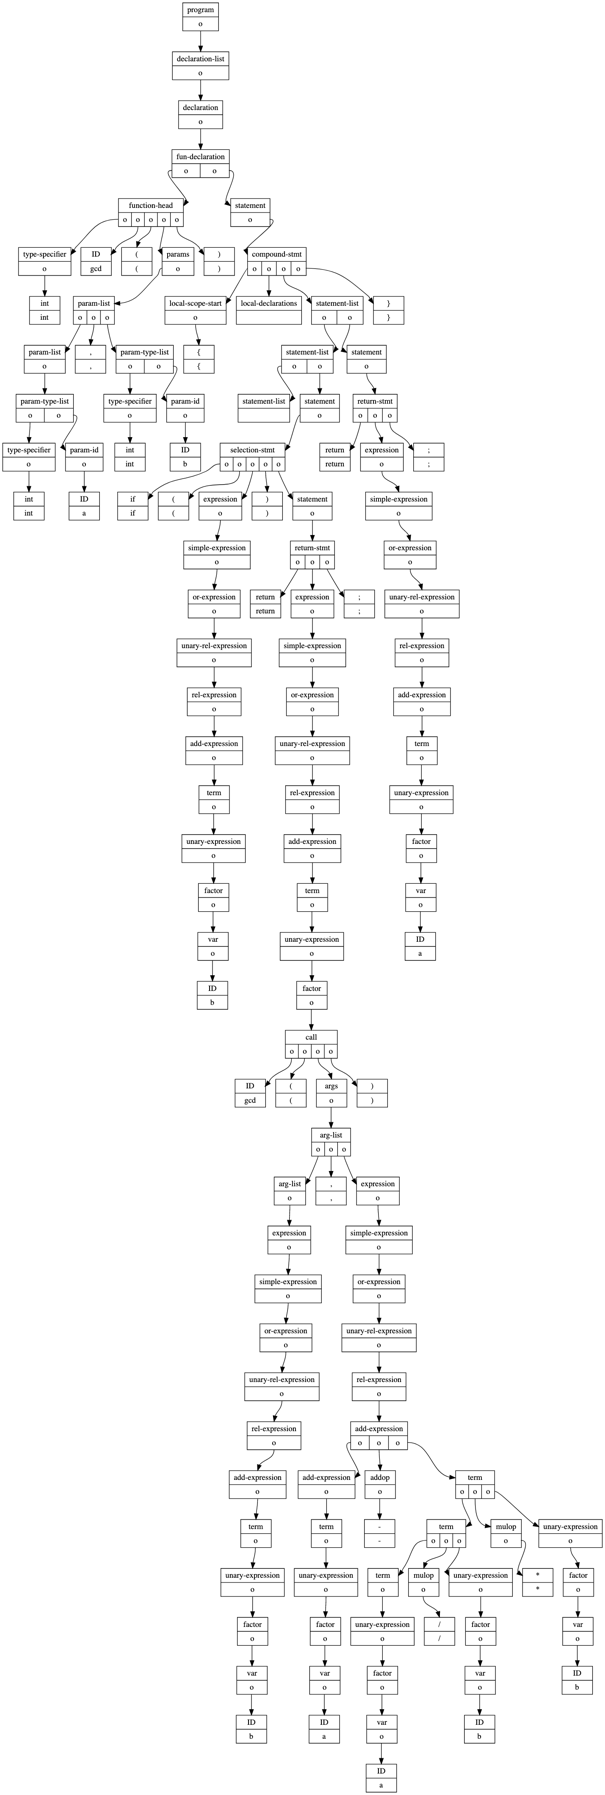 program
o
declaration-list
o
declaration
o
fun-declaration
o o
function-head
o o o o o
statement
o
type-specifier
o
ID
gcd
(
(
params
o
)
)
compound-stmt
o o o o
int
int
param-list
o o o
local-scope-start
o
local-declarations
statement-list
o o
}
}
param-list
o
,
,
param-type-list
o o
{
{
statement-list
o o
statement
o
param-type-list
o o
type-specifier
o
param-id
o
statement-list
statement
o
return-stmt
o o o
type-specifier
o
param-id
o
int
int
ID
b
selection-stmt
o o o o o
return
return
expression
o
;
;
int
int
ID
a
if
if
(
(
expression
o
)
)
statement
o
simple-expression
o
simple-expression
o
return-stmt
o o o
or-expression
o
or-expression
o
return
return
expression
o
;
;
unary-rel-expression
o
unary-rel-expression
o
simple-expression
o
rel-expression
o
rel-expression
o
or-expression
o
add-expression
o
add-expression
o
unary-rel-expression
o
term
o
term
o
rel-expression
o
unary-expression
o
unary-expression
o
add-expression
o
factor
o
factor
o
term
o
var
o
var
o
unary-expression
o
ID
a
ID
b
factor
o
call
o o o o
ID
gcd
(
(
args
o
)
)
arg-list
o o o
arg-list
o
,
,
expression
o
expression
o
simple-expression
o
simple-expression
o
or-expression
o
or-expression
o
unary-rel-expression
o
unary-rel-expression
o
rel-expression
o
rel-expression
o
add-expression
o o o
add-expression
o
add-expression
o
addop
o
term
o o o
term
o
term
o
-
-
term
o o o
mulop
o
unary-expression
o
unary-expression
o
unary-expression
o
term
o
mulop
o
unary-expression
o
*
*
factor
o
factor
o
factor
o
unary-expression
o
/
/
factor
o
var
o
var
o
var
o
factor
o
var
o
ID
b
ID
b
ID
a
var
o
ID
b
ID
a